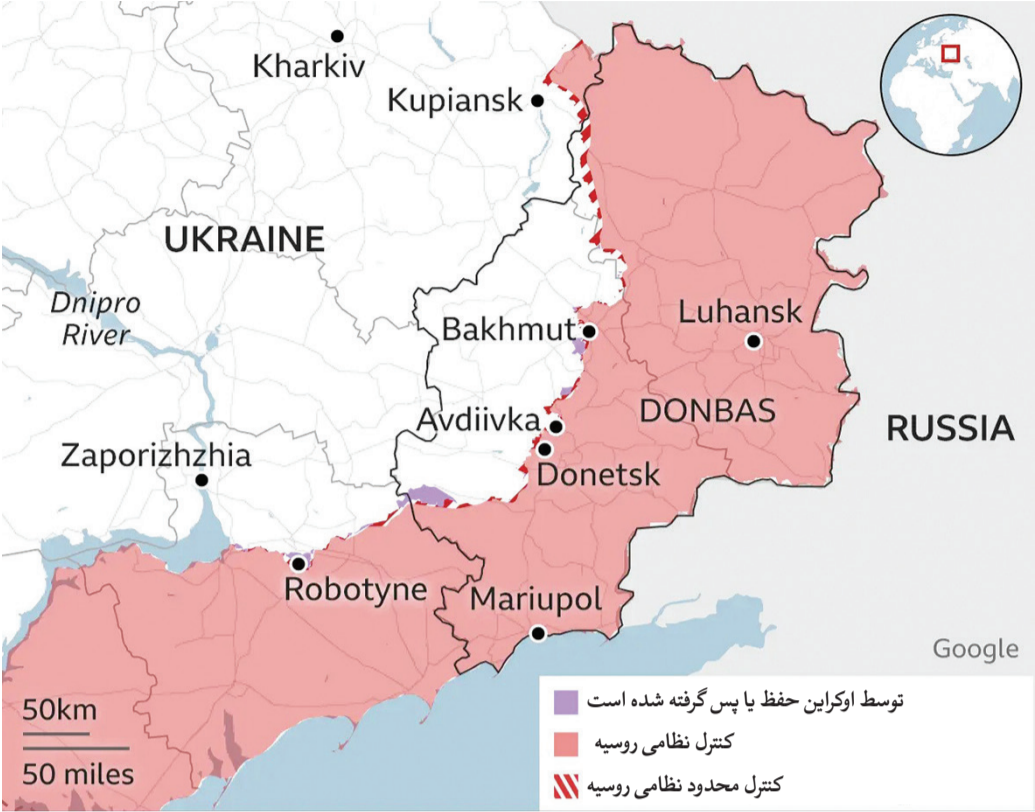 Kharkiv
Kupiansk
UKRAINE
Dnipro
River
Luhansk
Bakhmut
DONBAS
Avdiivka
RUSSIA
Zaporizhzhia
Donetsk
Robotyne
Mariupol
Google
50km
50 miles
توسط اوکراین حفظ یا پس گرفته شده است
کنترل نظامی روسیه
کنترل محدود نظامی روسیه